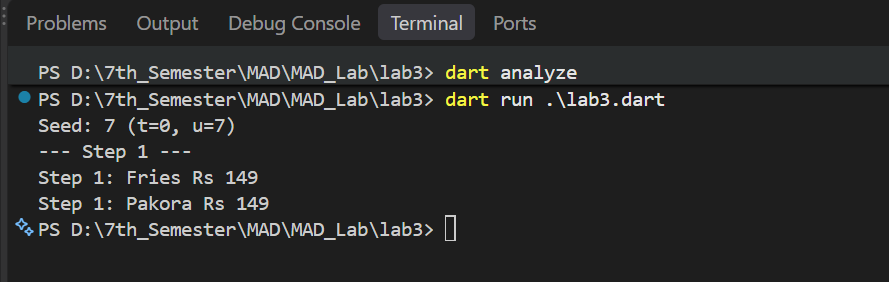 Problems Output Debug Console Terminal Ports
PS D:\7th_Semester\MAD\MAD_Lab\lab3> dart analyze
PS D:\7th_Semester\MAD\MAD_Lab\lab3> dart run .\lab3.dart
Seed: 7 (t=0, u=7)
--- Step 1 ---
Step 1: Fries Rs 149
Step 1: Pakora Rs 149
PS D:\7th_Semester\MAD\MAD_Lab\lab3>